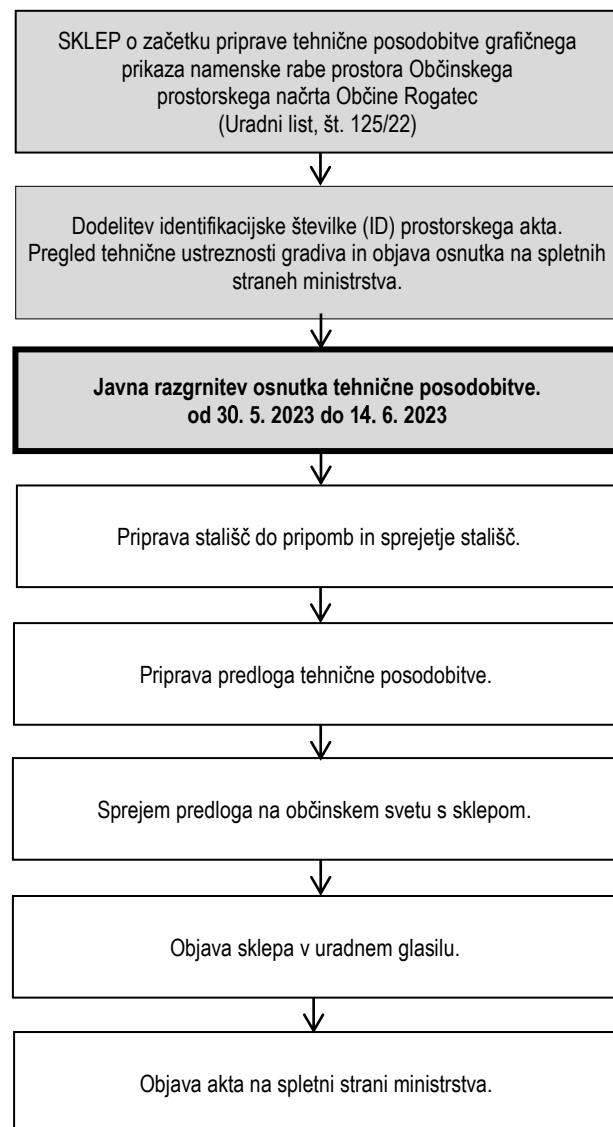 SKLEP o začetku priprave tehnične posodobitve grafičnega
prikaza namenske rabe prostora Občinskega
prostorskega načrta Občine Rogatec
(Uradni list, št. 125/22)
Dodelitev identifikacijske številke (ID) prostorskega akta.
Pregled tehnične ustreznosti gradiva in objava osnutka na spletnih
straneh ministrstva.
Javna razgrnitev osnutka tehnične posodobitve.
od 30. 5. 2023 do 14. 6. 2023
Priprava stališč do pripomb in sprejetje stališč.
Priprava predloga tehnične posodobitve.
Sprejem predloga na občinskem svetu s sklepom.
Objava sklepa v uradnem glasilu.
Objava akta na spletni strani ministrstva.